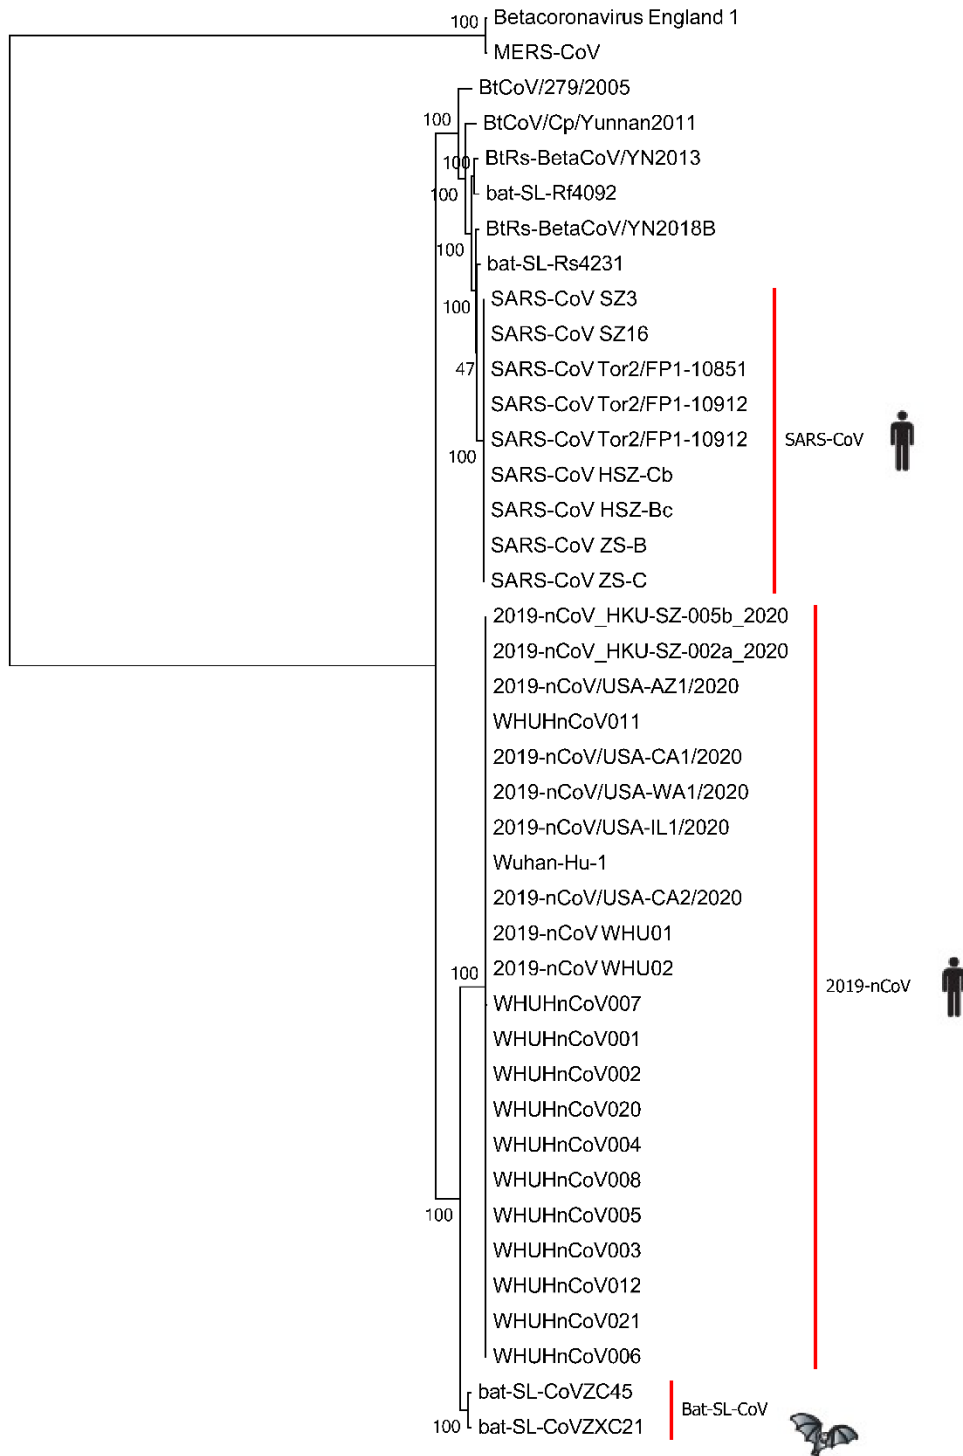 100
Betacoronavirus England 1
MERS-CoV
BtCoV/279/2005
100
BtCoV/Cp/Yunnan2011
100
BtRs-BetaCoV/YN2013
100
bat-SL-Rf4092
BtRs-BetaCoV/YN2018B
100
bat-SL-Rs4231
SARS-CoV SZ3
100
SARS-CoV SZ16
47
SARS-CoV Tor2/FP1-10851
SARS-CoV Tor2/FP1-10912
SARS-CoV Tor2/FP1-10912
SARS-CoV
100
SARS-CoV HSZ-Cb
SARS-CoV HSZ-Bc
SARS-CoV ZS-B
SARS-CoV ZS-C
2019-nCoV_HKU-SZ-005b_2020
2019-nCoV_HKU-SZ-002a_2020
2019-nCoV/USA-AZ1/2020
WHUHnCoV011
2019-nCoV/USA-CA1/2020
2019-nCoV/USA-WA1/2020
2019-nCoV/USA-IL1/2020
Wuhan-Hu-1
2019-nCoV/USA-CA2/2020
2019-nCoV WHU01
100
2019-nCoV WHU02
2019-nCoV
WHUHnCoV007
WHUHnCoV001
WHUHnCoV002
WHUHnCoV020
WHUHnCoV004
WHUHnCoV008
100
WHUHnCoV005
WHUHnCoV003
WHUHnCoV012
WHUHnCoV021
WHUHnCoV006
bat-SL-CoVZC45
Bat-SL-CoV
100
bat-SL-CoVZXC21